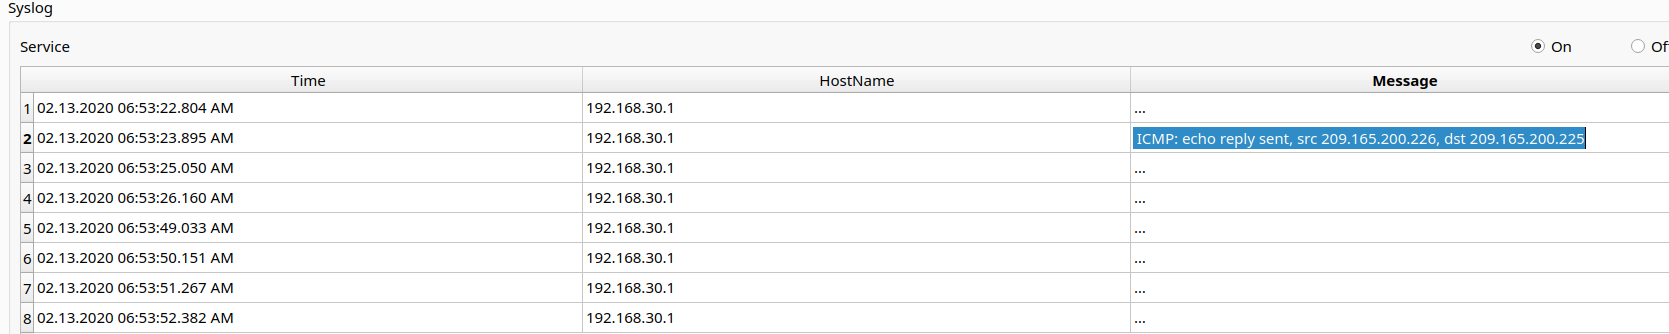 Syslog
Service On Of
Time HostName Message
1 02.13.2020 06:53:22.804 AM 192.168.30.1 ...
2 02.13.2020 06:53:23.895 AM 192.168.30.1 ICMP: echo reply sent, src 209.165.200.226, dst 209.165.200.225
3 02.13.2020 06:53:25.050 AM 192.168.30.1 ...
4 02.13.2020 06:53:26.160 AM 192.168.30.1 ...
5 02.13.2020 06:53:49.033 AM 192.168.30.1 ...
6 02.13.2020 06:53:50.151 AM 192.168.30.1 ...
7 02.13.2020 06:53:51.267 AM 192.168.30.1 ...
8 02.13.2020 06:53:52.382 AM 192.168.30.1 ...